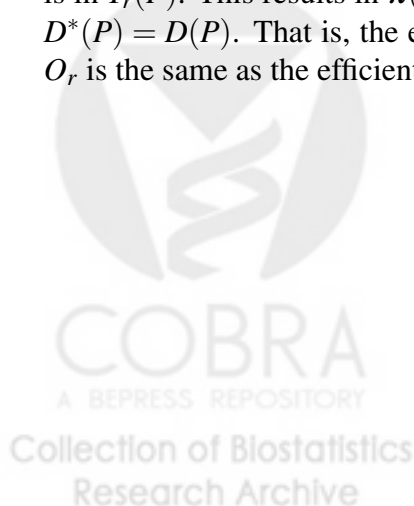 D*(P) = D(P). That is, the e
O_r is the same as the efficient
COBRA
A BEPRESS REPOSITORY
Collection of Biostatistics
Research Archive